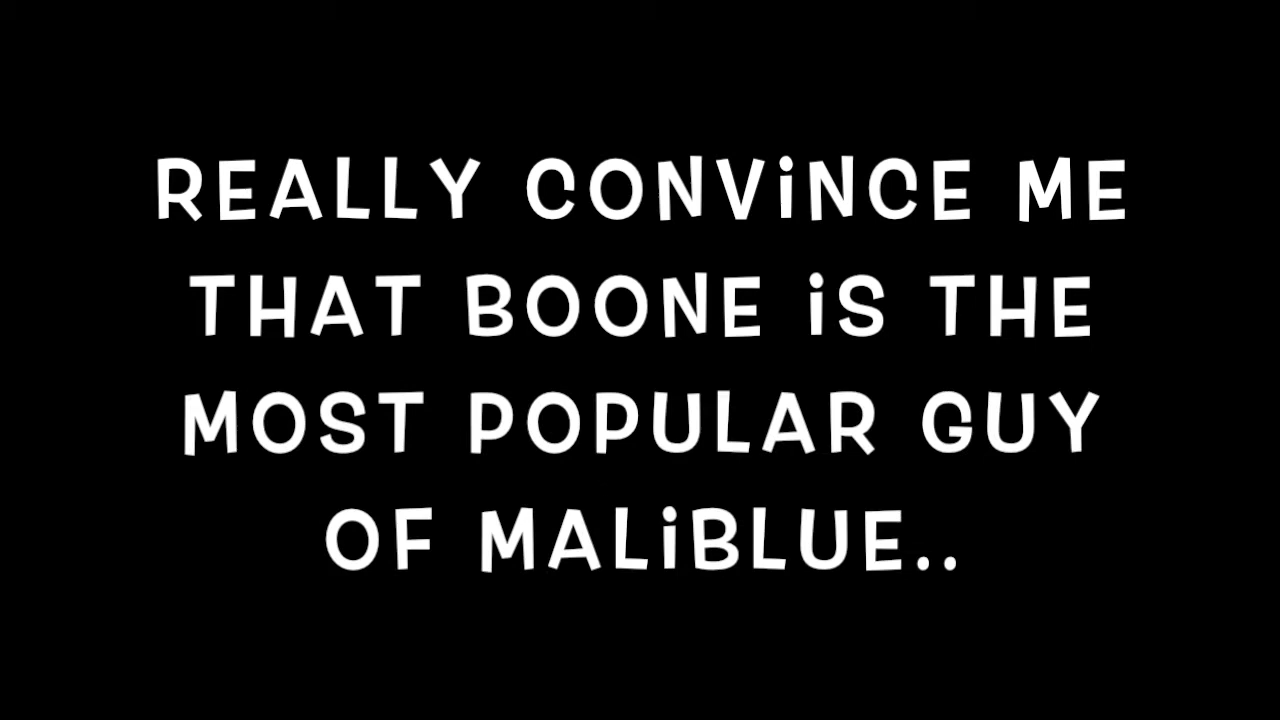 REALLY CONViNCE ME
THAT BOONE iS THE
MOST POPULAR GUY
OF MALiBLUE..